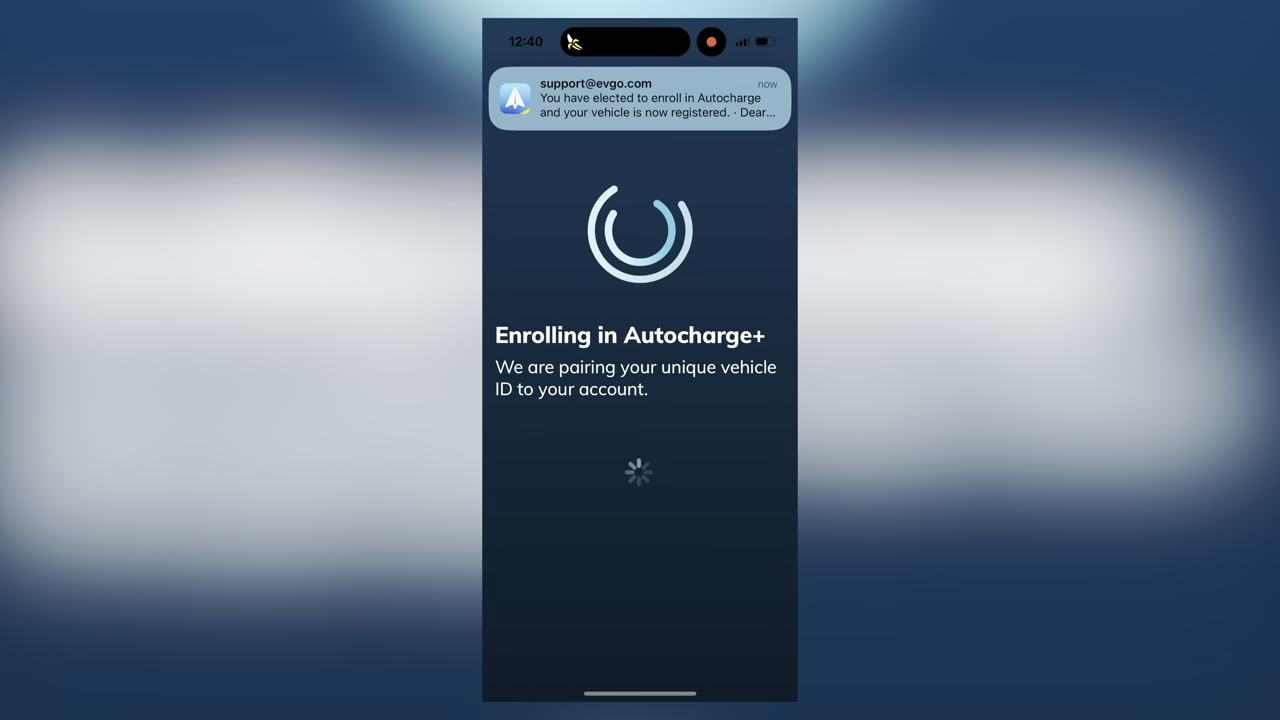 12:40
support@evgo.com now
You have elected to enroll in Autocharge
and your vehicle is now registered. · Dear...
Enrolling in Autocharge+
We are pairing your unique vehicle
ID to your account.